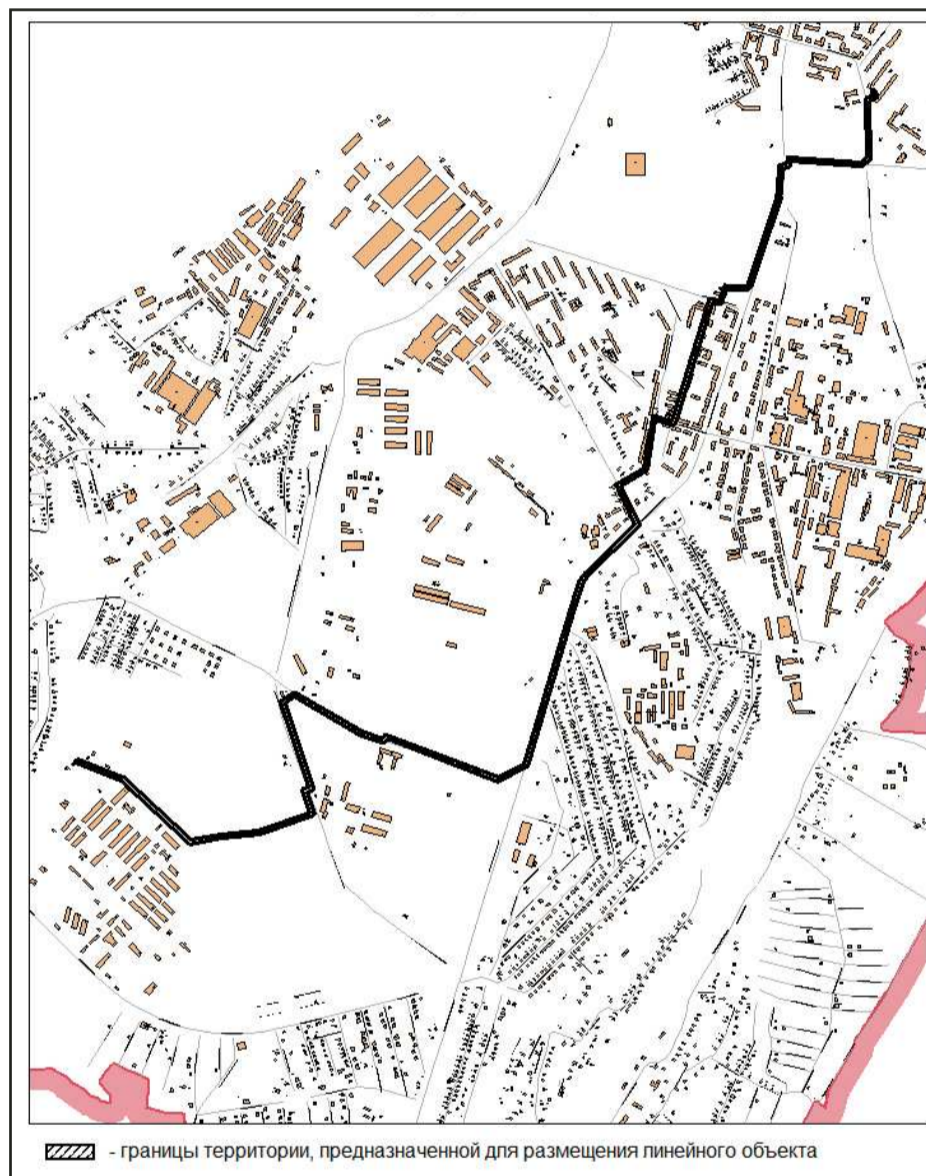 - границы территории, предназначенной для размещения линейного объекта